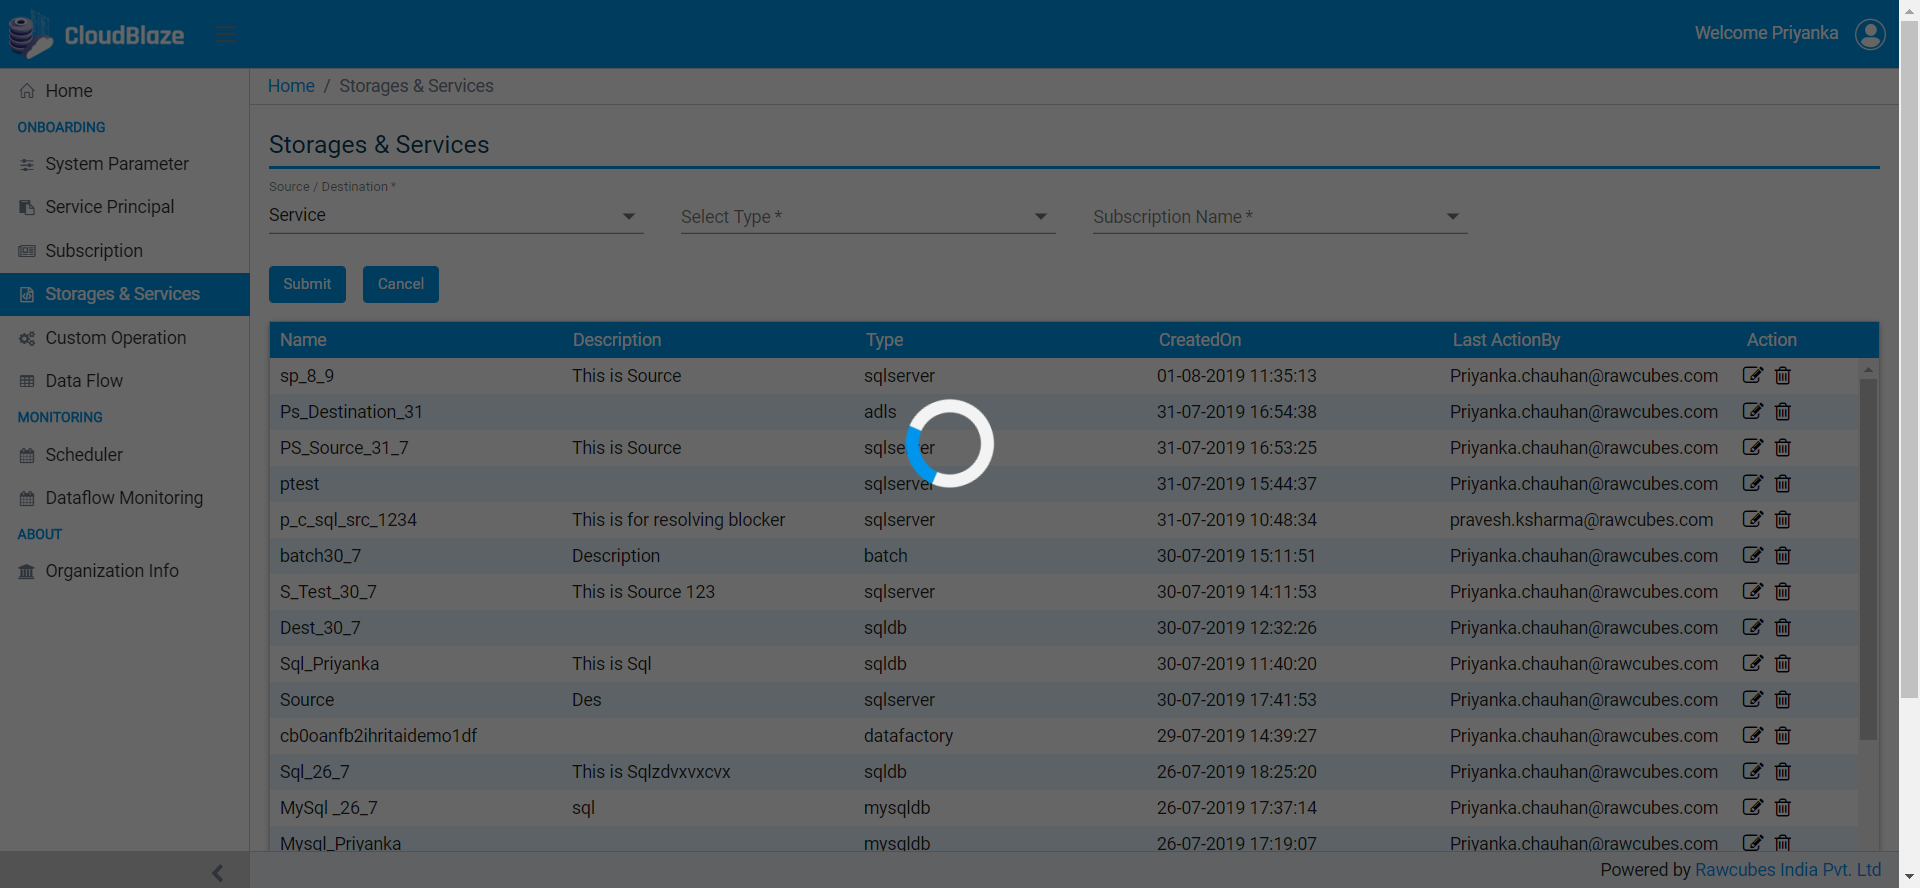 CloudBlaze
Welcome Priyanka
Home
ONBOARDING
System Parameter
Service Principal
Subscription
Storages & Services
Custom Operation
Data Flow
MONITORING
Scheduler
Dataflow Monitoring
ABOUT
Organization Info
Home / Storages & Services
Storages & Services
Source / Destination *
Service
Select Type *
Subscription Name *
Submit Cancel
Name Description Type CreatedOn Last ActionBy Action
sp_8_9 This is Source sqlserver 01-08-2019 11:35:13 Priyanka.chauhan@rawcubes.com
Ps_Destination_31 adls 31-07-2019 16:54:38 Priyanka.chauhan@rawcubes.com
PS_Source_31_7 This is Source sqlserver 31-07-2019 16:53:25 Priyanka.chauhan@rawcubes.com
ptest sqlserver 31-07-2019 15:44:37 Priyanka.chauhan@rawcubes.com
p_c_sql_src_1234 This is for resolving blocker sqlserver 31-07-2019 10:48:34 pravesh.ksharma@rawcubes.com
batch30_7 Description batch 30-07-2019 15:11:51 Priyanka.chauhan@rawcubes.com
S_Test_30_7 This is Source 123 sqlserver 30-07-2019 14:11:53 Priyanka.chauhan@rawcubes.com
Dest_30_7 sqldb 30-07-2019 12:32:26 Priyanka.chauhan@rawcubes.com
Sql_Priyanka This is Sql sqldb 30-07-2019 11:40:20 Priyanka.chauhan@rawcubes.com
Source Des sqlserver 30-07-2019 17:41:53 Priyanka.chauhan@rawcubes.com
cb0oanfb2ihritaidemo1df datafactory 29-07-2019 14:39:27 Priyanka.chauhan@rawcubes.com
Sql_26_7 This is Sqlzdvxvxcvx sqldb 26-07-2019 18:25:20 Priyanka.chauhan@rawcubes.com
MySql _26_7 sql mysqldb 26-07-2019 17:37:14 Priyanka.chauhan@rawcubes.com
Mysql_Priyanka mysqldb 26-07-2019 17:19:07 Priyanka.chauhan@rawcubes.com
Powered by Rawcubes India Pvt. Ltd